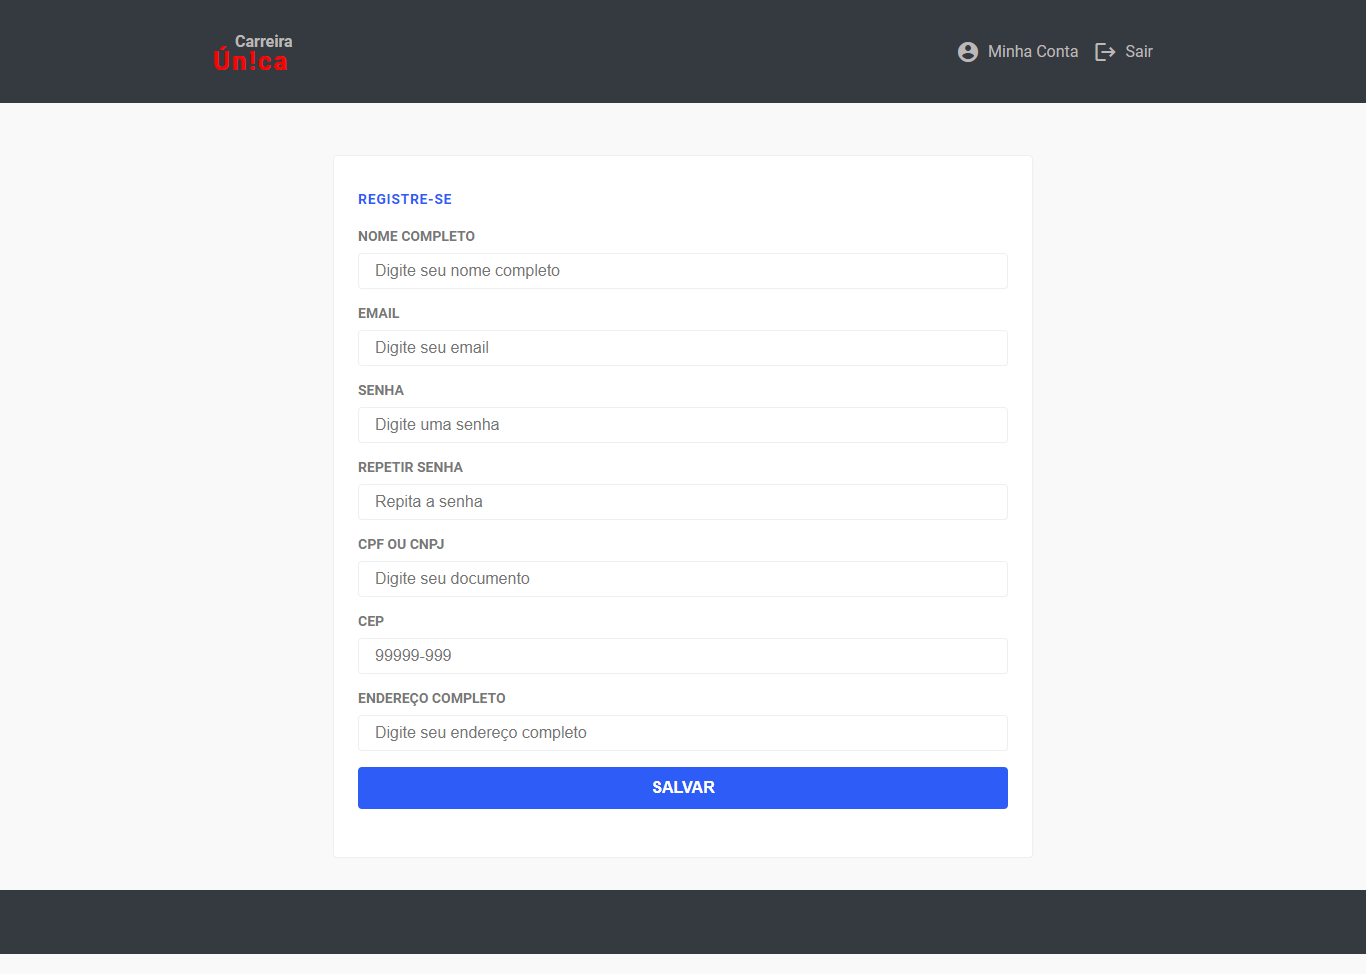 Carreira
Ún!ca
Minha Conta
Sair
REGISTRE-SE
NOME COMPLETO
Digite seu nome completo
EMAIL
Digite seu email
SENHA
Digite uma senha
REPETIR SENHA
Repita a senha
CPF OU CNPJ
Digite seu documento
CEP
99999-999
ENDEREÇO COMPLETO
Digite seu endereço completo
SALVAR